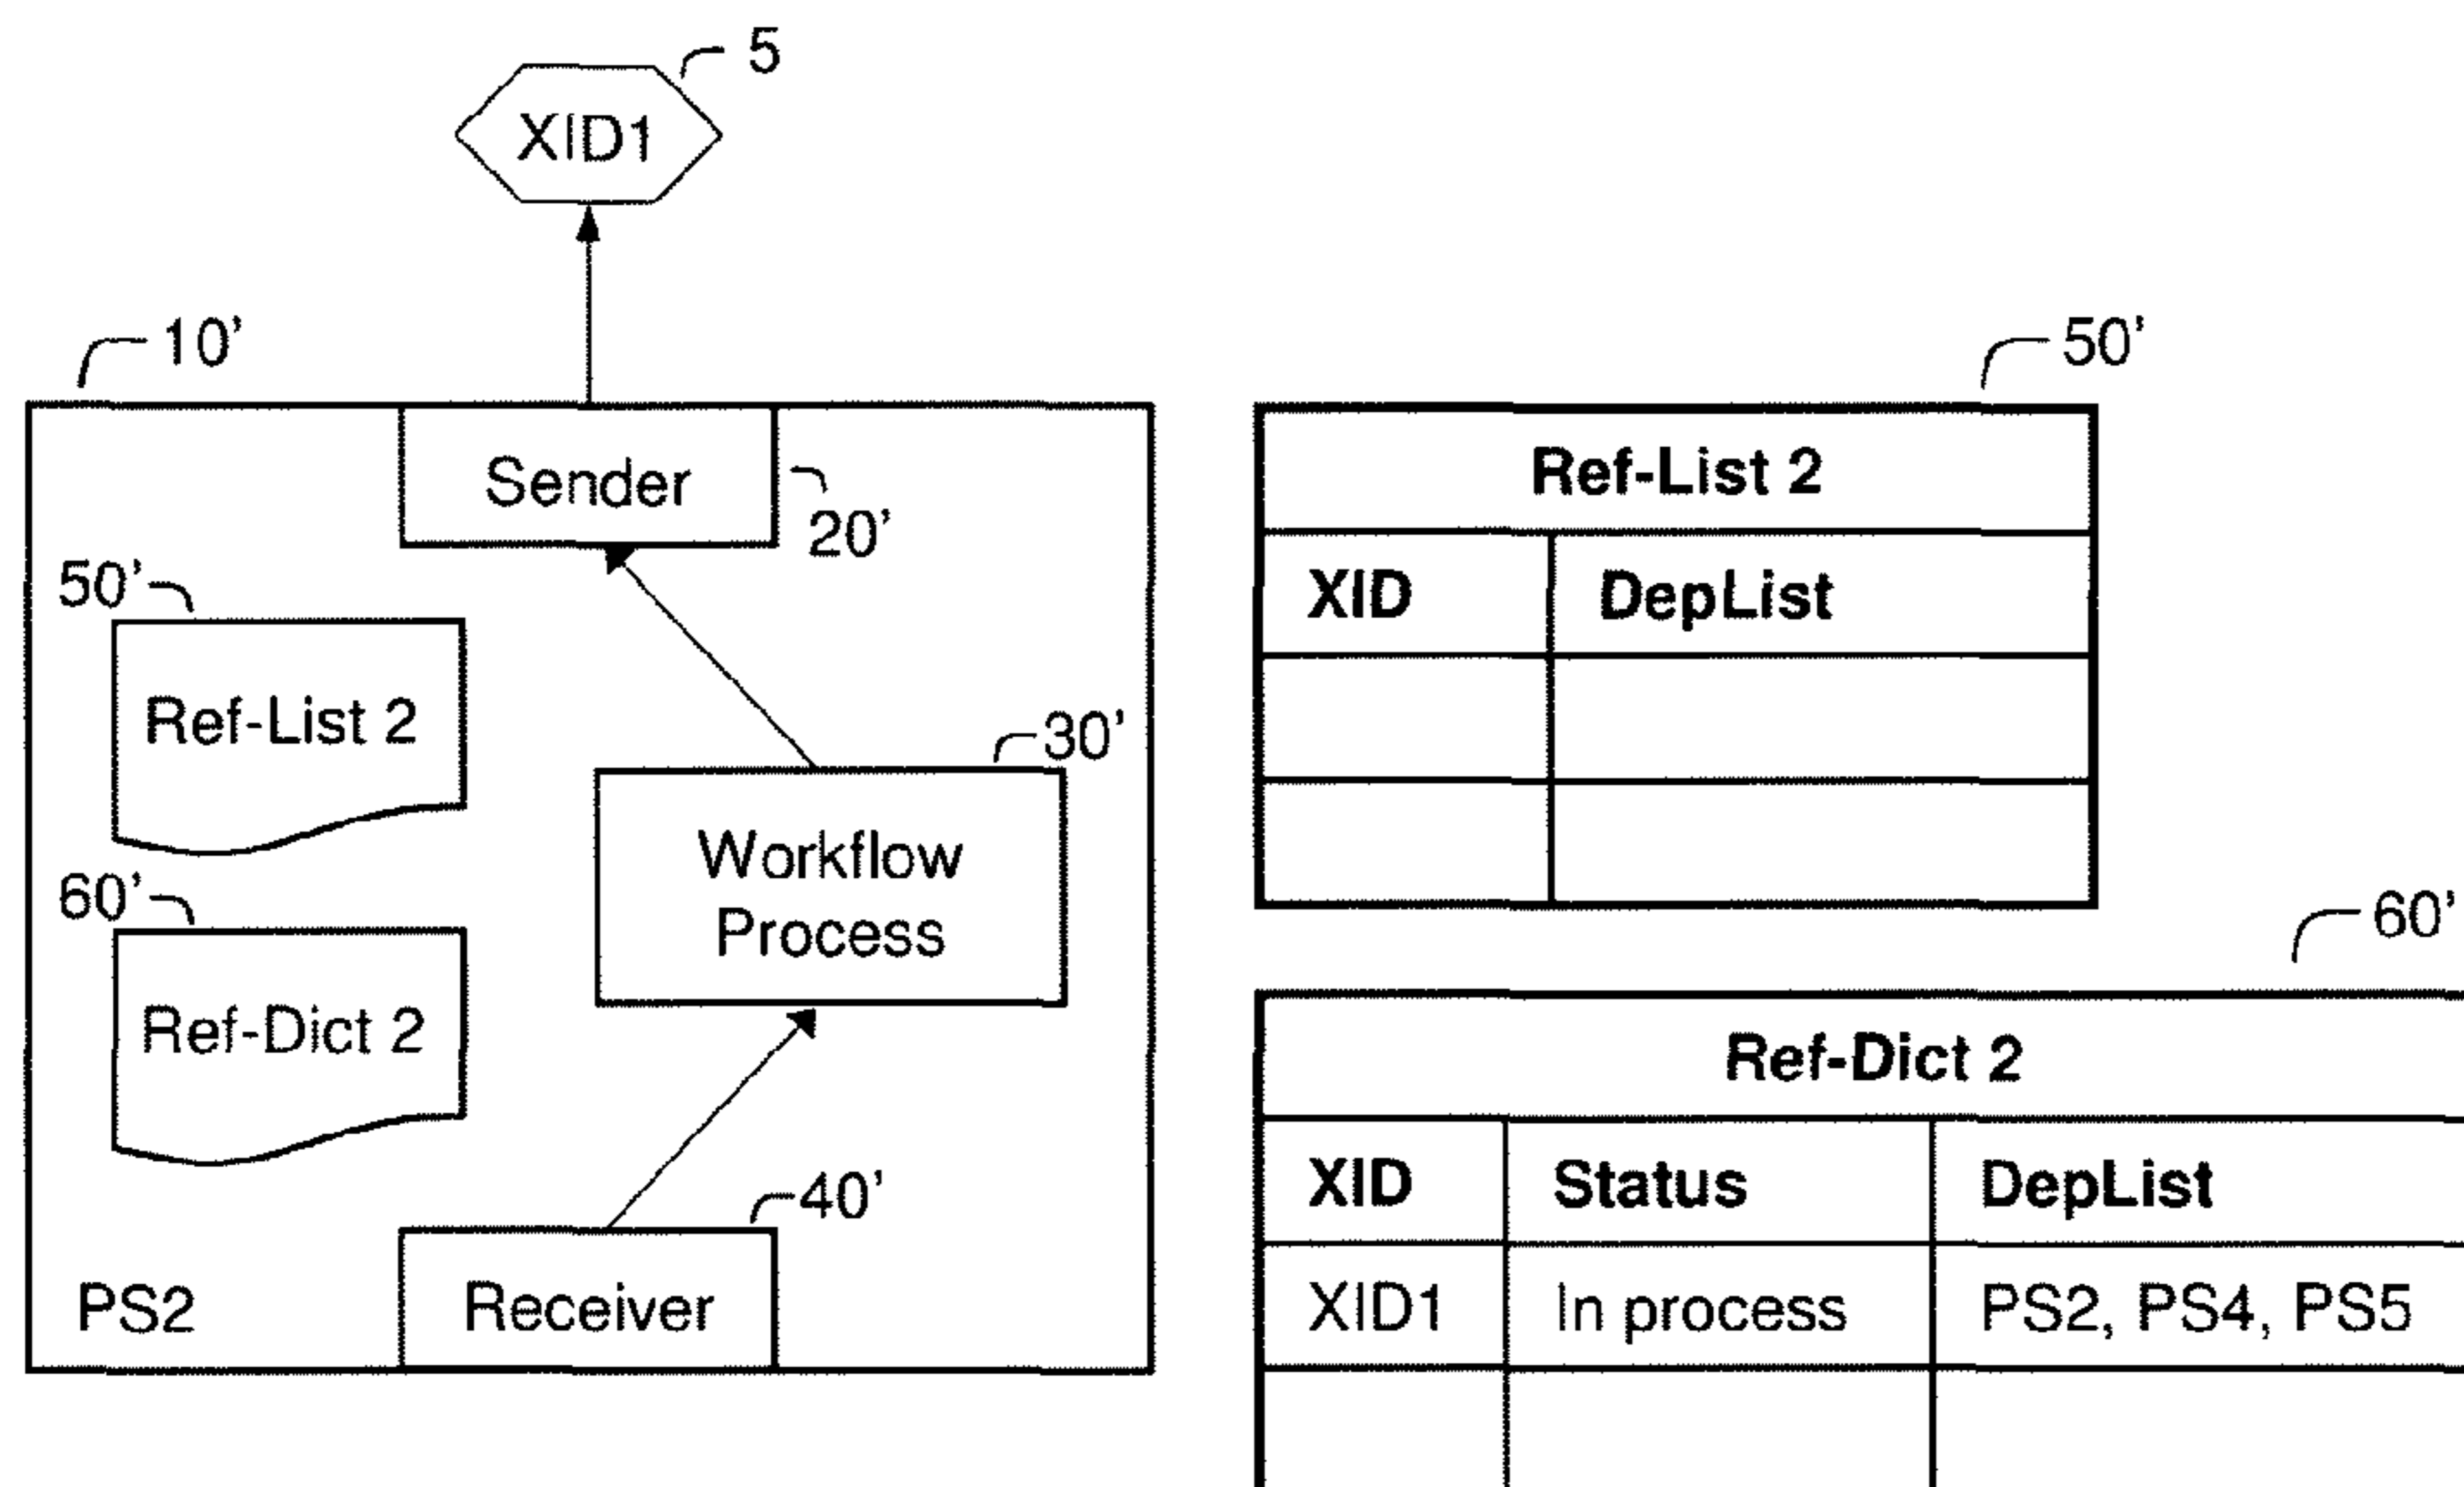 5
XID1
10'
Sender
20'
50'
Ref-List 2
30'
Workflow
Process
60'
Ref-Dict 2
40'
PS2
Receiver
50'
Ref-List 2
XID DepList
60'
Ref-Dict 2
XID Status DepList
XID1 In process PS2, PS4, PS5